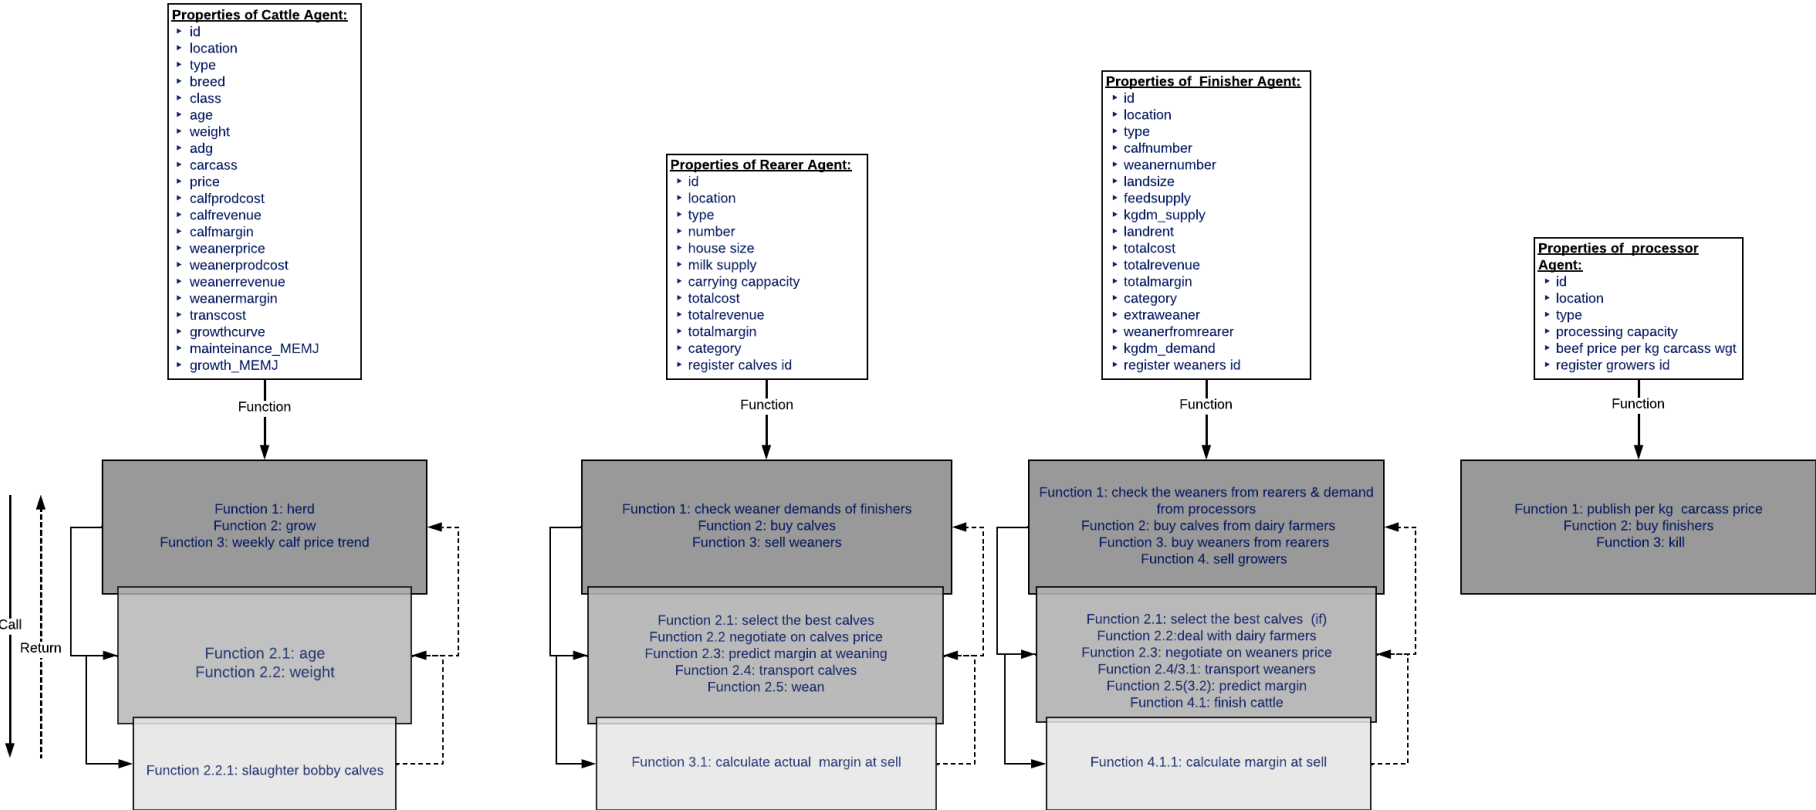 Properties of Cattle Agent:
id
location
type
breed
class
age
weight
adg
carcass
price
calfprodcost
calfrevenue
calfmargin
weanerprice
weanerprodcost
weanerrevenue
weanermargin
transcost
growthcurve
mainteinance_MEMJ
growth_MEMJ
Function
Function 1: herd
Function 2: grow
Function 3: weekly calf price trend
Function 2.1: age
Function 2.2: weight
Function 2.2.1: slaughter bobby calves
Call
Return
Properties of Rearer Agent:
id
location
type
number
house size
milk supply
carrying cappacity
totalcost
totalrevenue
totalmargin
category
register calves id
Function
Function 1: check weaner demands of finishers
Function 2: buy calves
Function 3: sell weaners
Function 2.1: select the best calves
Function 2.2 negotiate on calves price
Function 2.3: predict margin at weaning
Function 2.4: transport calves
Function 2.5: wean
Function 3.1: calculate actual margin at sell
Properties of Finisher Agent:
id
location
type
calfnumber
weanernumber
landsize
feedsupply
kgdm_supply
landrent
totalcost
totalrevenue
totalmargin
category
extraweaner
weanerfromrearer
kgdm_demand
register weaners id
Function
Function 1: check the weaners from rearers & demand
from processors
Function 2: buy calves from dairy farmers
Function 3. buy weaners from rearers
Function 4. sell growers
Function 2.1: select the best calves (if)
Function 2.2:deal with dairy farmers
Function 2.3: negotiate on weaners price
Function 2.4/3.1: transport weaners
Function 2.5(3.2): predict margin
Function 4.1: finish cattle
Function 4.1.1: calculate margin at sell
Properties of processor
Agent:
id
location
type
processing capacity
beef price per kg carcass wgt
register growers id
Function
Function 1: publish per kg carcass price
Function 2: buy finishers
Function 3: kill